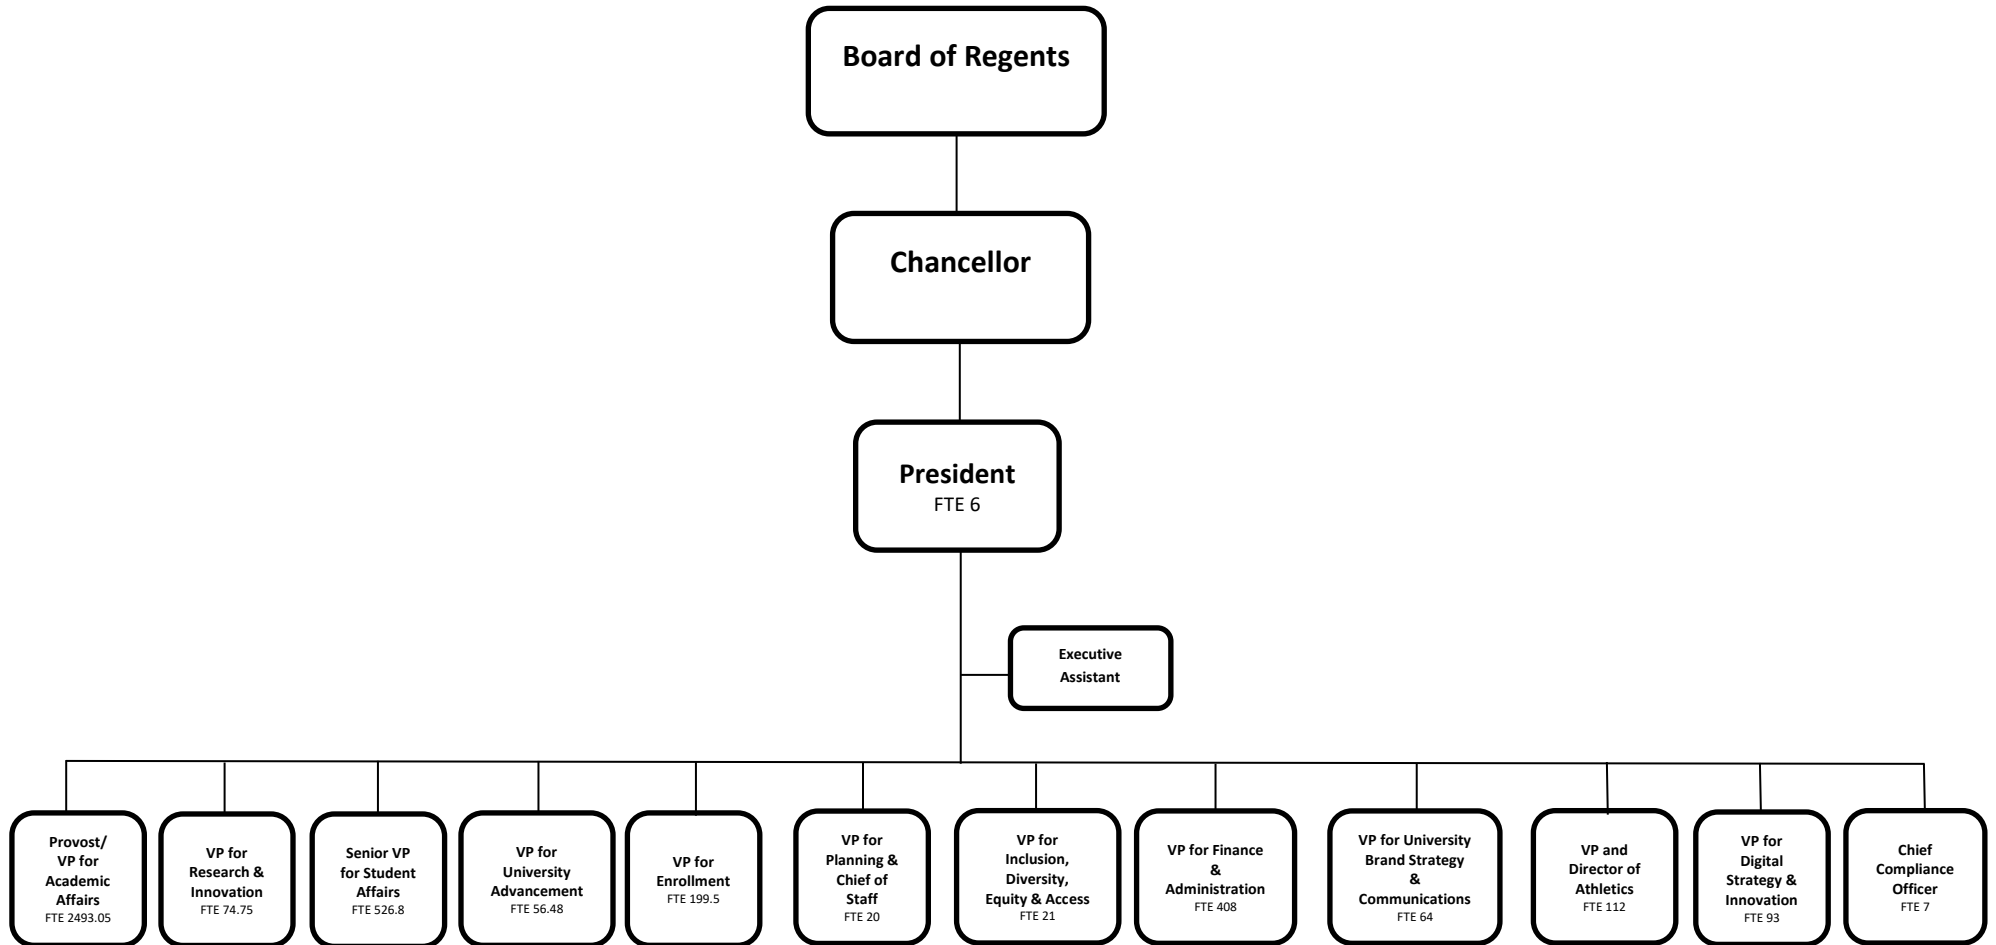 Board of Regents
Chancellor
President
FTE 6
Executive
Assistant
Provost/
VP for
Academic
Affairs
FTE 2493.05
VP for
Research &
Innovation
FTE 74.75
Senior VP
for Student
Affairs
FTE 526.8
VP for
University
Advancement
FTE 56.48
VP for
Enrollment
FTE 199.5
VP for
Planning &
Chief of
Staff
FTE 20
VP for
Inclusion,
Diversity,
Equity & Access
FTE 21
VP for Finance
&
Administration
FTE 408
VP for University
Brand Strategy
&
Communications
FTE 64
VP and
Director of
Athletics
FTE 112
VP for
Digital
Strategy &
Innovation
FTE 93
Chief
Compliance
Officer
FTE 7